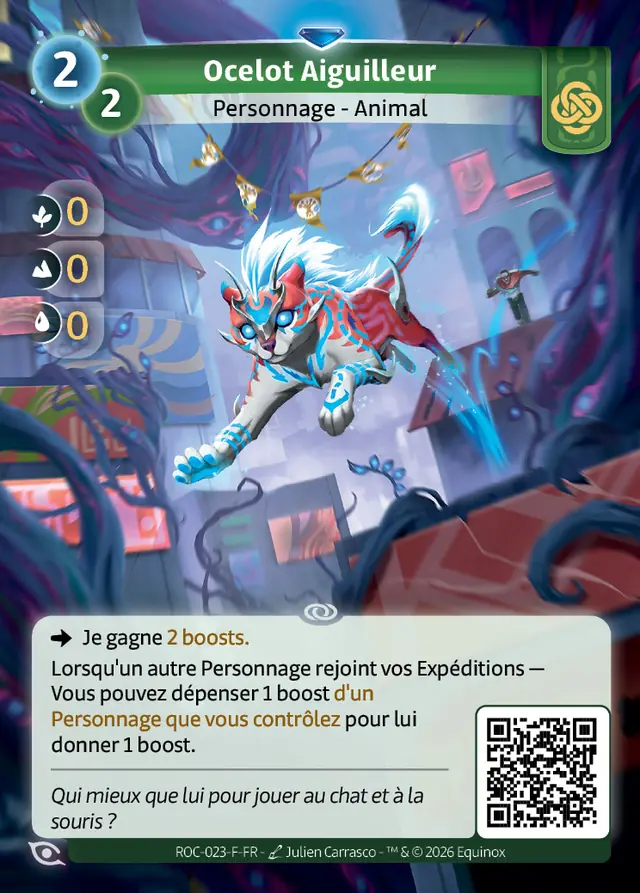 2
Ocelot Aiguilleur
2
Personnage - Animal
0
0
0
➔ Je gagne 2 boosts.
Lorsqu'un autre Personnage rejoint vos Expéditions —
Vous pouvez dépenser 1 boost d'un
Personnage que vous contrôlez pour lui
donner 1 boost.
Qui mieux que lui pour jouer au chat et à la
souris ?
ROC-023-F-FR - Julien Carrasco - ™ & © 2026 Equinox